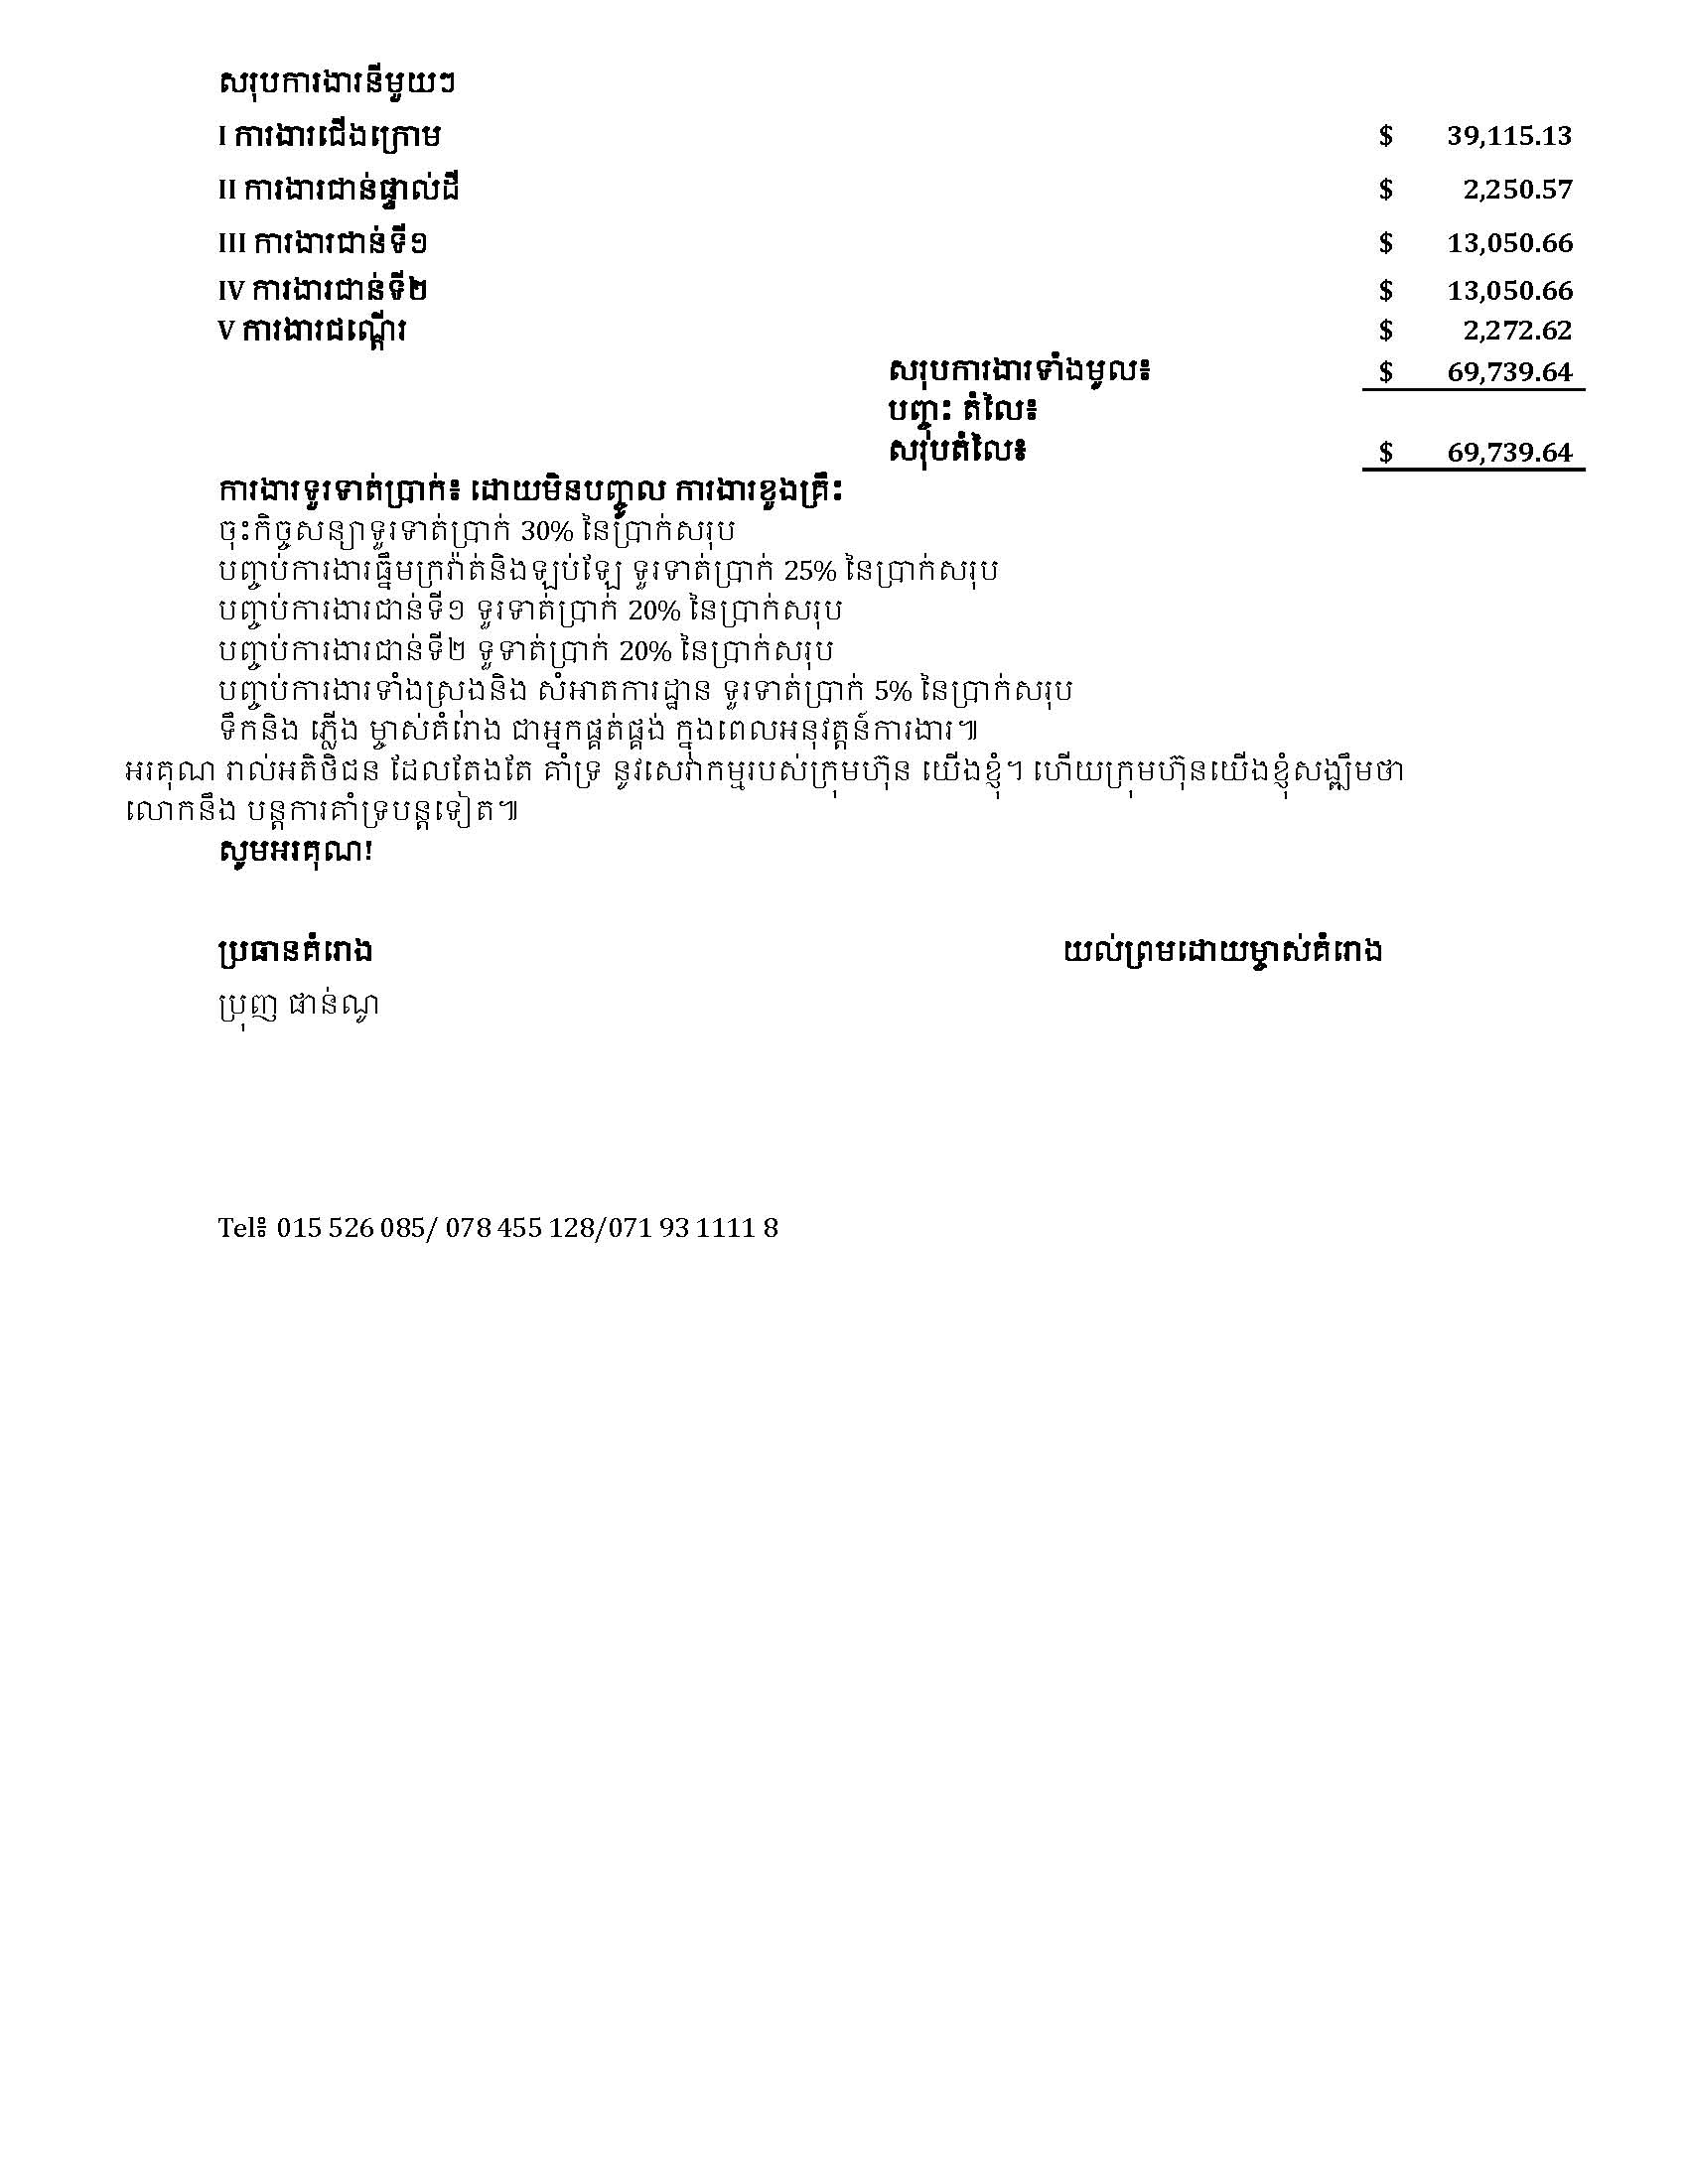 សរុបការងារនីមួយៗ
I ការងារជើងក្រោម $ 39,115.13
II ការងារជាន់ផ្ទាល់ដី $ 2,250.57
III ការងារជាន់ទី១ $ 13,050.66
IV ការងារជាន់ទី២ $ 13,050.66
V ការងារជណ្តើរ $ 2,272.62
សរុបការងារទាំងមូល៖ $ 69,739.64
បញ្ចុះ តំលៃ៖
សរុបតំលៃ៖ $ 69,739.64
ការងារទូរទាត់ប្រាក់៖ ដោយមិនបញ្ចូល ការងារខួងគ្រឹះ
ចុះកិច្ចសន្យាទួរទាត់ប្រាក់ 30% នៃប្រាក់សរុប
បញ្ចប់ការងារធ្នឹមក្រវ៉ាត់និងឡប់ឡែ ទួរទាត់ប្រាក់ 25% នៃប្រាក់សរុប
បញ្ចប់ការងារជាន់ទី១ ទួរទាត់ប្រាក់ 20% នៃប្រាក់សរុប
បញ្ចប់ការងារជាន់ទី២ ទួទាត់ប្រាក់ 20% នៃប្រាក់សរុប
បញ្ចប់ការងារទាំងស្រុងនិង សំអាតការដ្ឋាន ទួរទាត់ប្រាក់ 5% នៃប្រាក់សរុប
ទឹកនិង ភ្លើង ម្ចាស់គំរោង ជាអ្នកផ្គត់ផ្គង់ ក្នុងពេលអនុវត្តន៍ការងារ៕
អរគុណ រាល់អតិថិជន ដែលតែងតែ គាំទ្រ នូវសេវាកម្មរបស់ក្រុមហ៊ុន យើងខ្ញុំ។ ហើយក្រុមហ៊ុនយើងខ្ញុំសង្ឃឹមថា
លោកនឹង បន្តការគាំទ្របន្តទៀត៕
សូមអរគុណ!
ប្រធានគំរោង យល់ព្រមដោយម្ចាស់គំរោង
ប្រុញ ផាន់ណូ
Tel៖ 015 526 085/ 078 455 128/071 93 1111 8